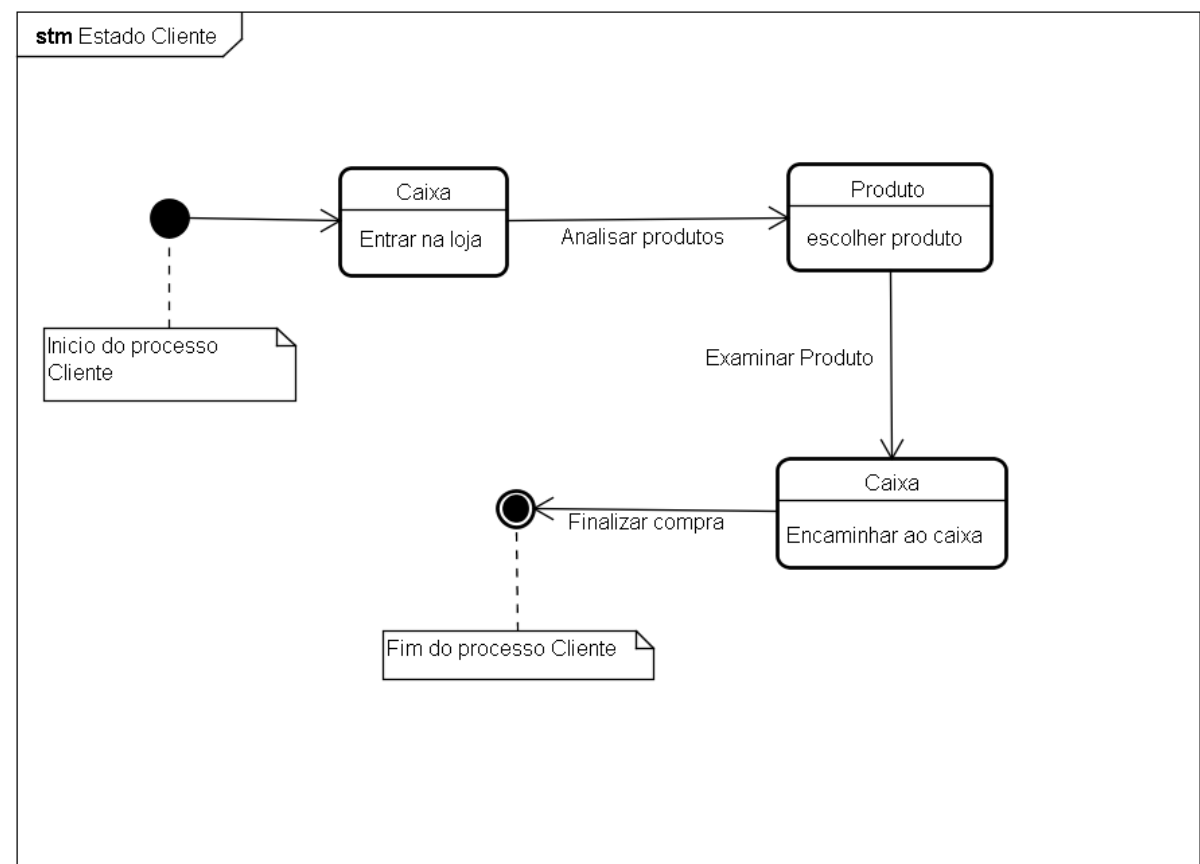 stm Estado Cliente
Caixa
Entrar na loja
Analisar produtos
Produto
escolher produto
Inicio do processo
Cliente
Examinar Produto
Caixa
Encaminhar ao caixa
Finalizar compra
Fim do processo Cliente